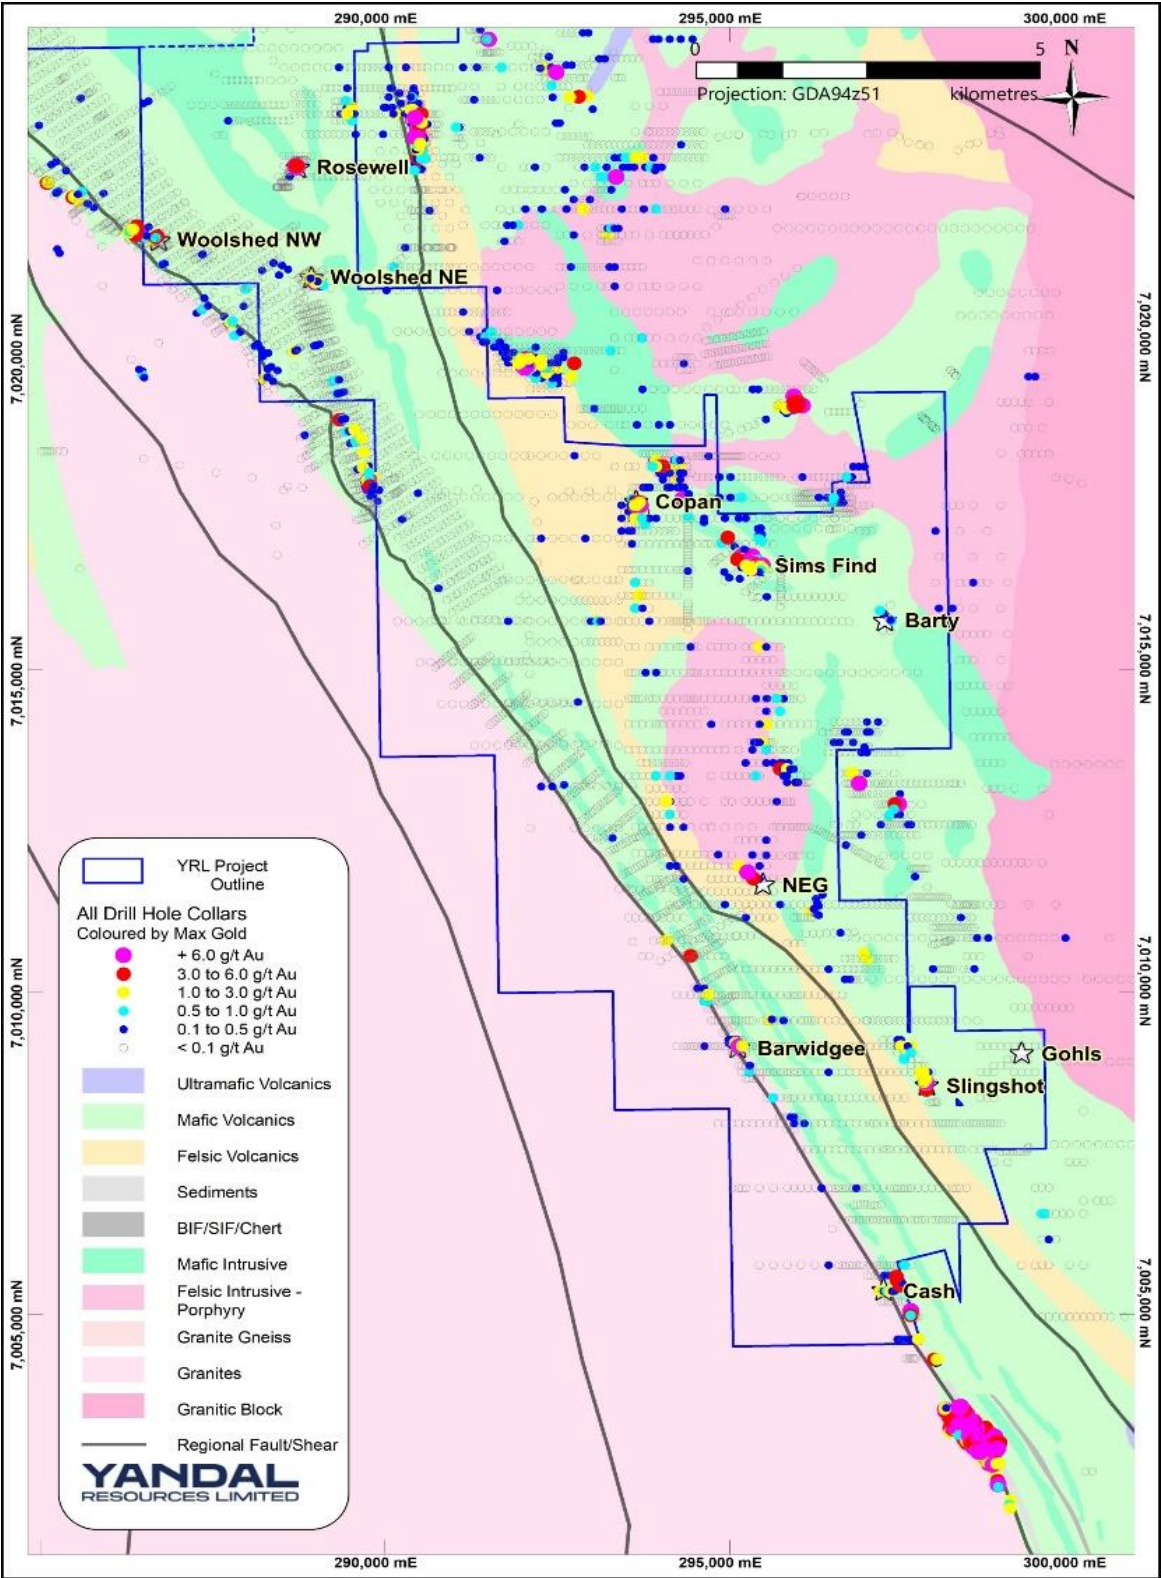 290,000 mE
295,000 mE
300,000 mE
0
5
N
Projection: GDA94z51
kilometres
Rosewell
Woolshed NW
Woolshed NE
7,020,000 mN
7,020,000 mN
Copan
Sims Find
Barty
7,015,000 mN
7,015,000 mN
NEG
7,010,000 mN
7,010,000 mN
Barwidgee
Gohls
Slingshot
Cash
7,005,000 mN
7,005,000 mN
YRL Project
Outline
All Drill Hole Collars
Coloured by Max Gold
+ 6.0 g/t Au
3.0 to 6.0 g/t Au
1.0 to 3.0 g/t Au
0.5 to 1.0 g/t Au
0.1 to 0.5 g/t Au
< 0.1 g/t Au
Ultramafic Volcanics
Mafic Volcanics
Felsic Volcanics
Sediments
BIF/SIF/Chert
Mafic Intrusive
Felsic Intrusive -
Porphyry
Granite Gneiss
Granites
Granitic Block
Regional Fault/Shear
YANDAL
RESOURCES LIMITED
290,000 mE
295,000 mE
300,000 mE